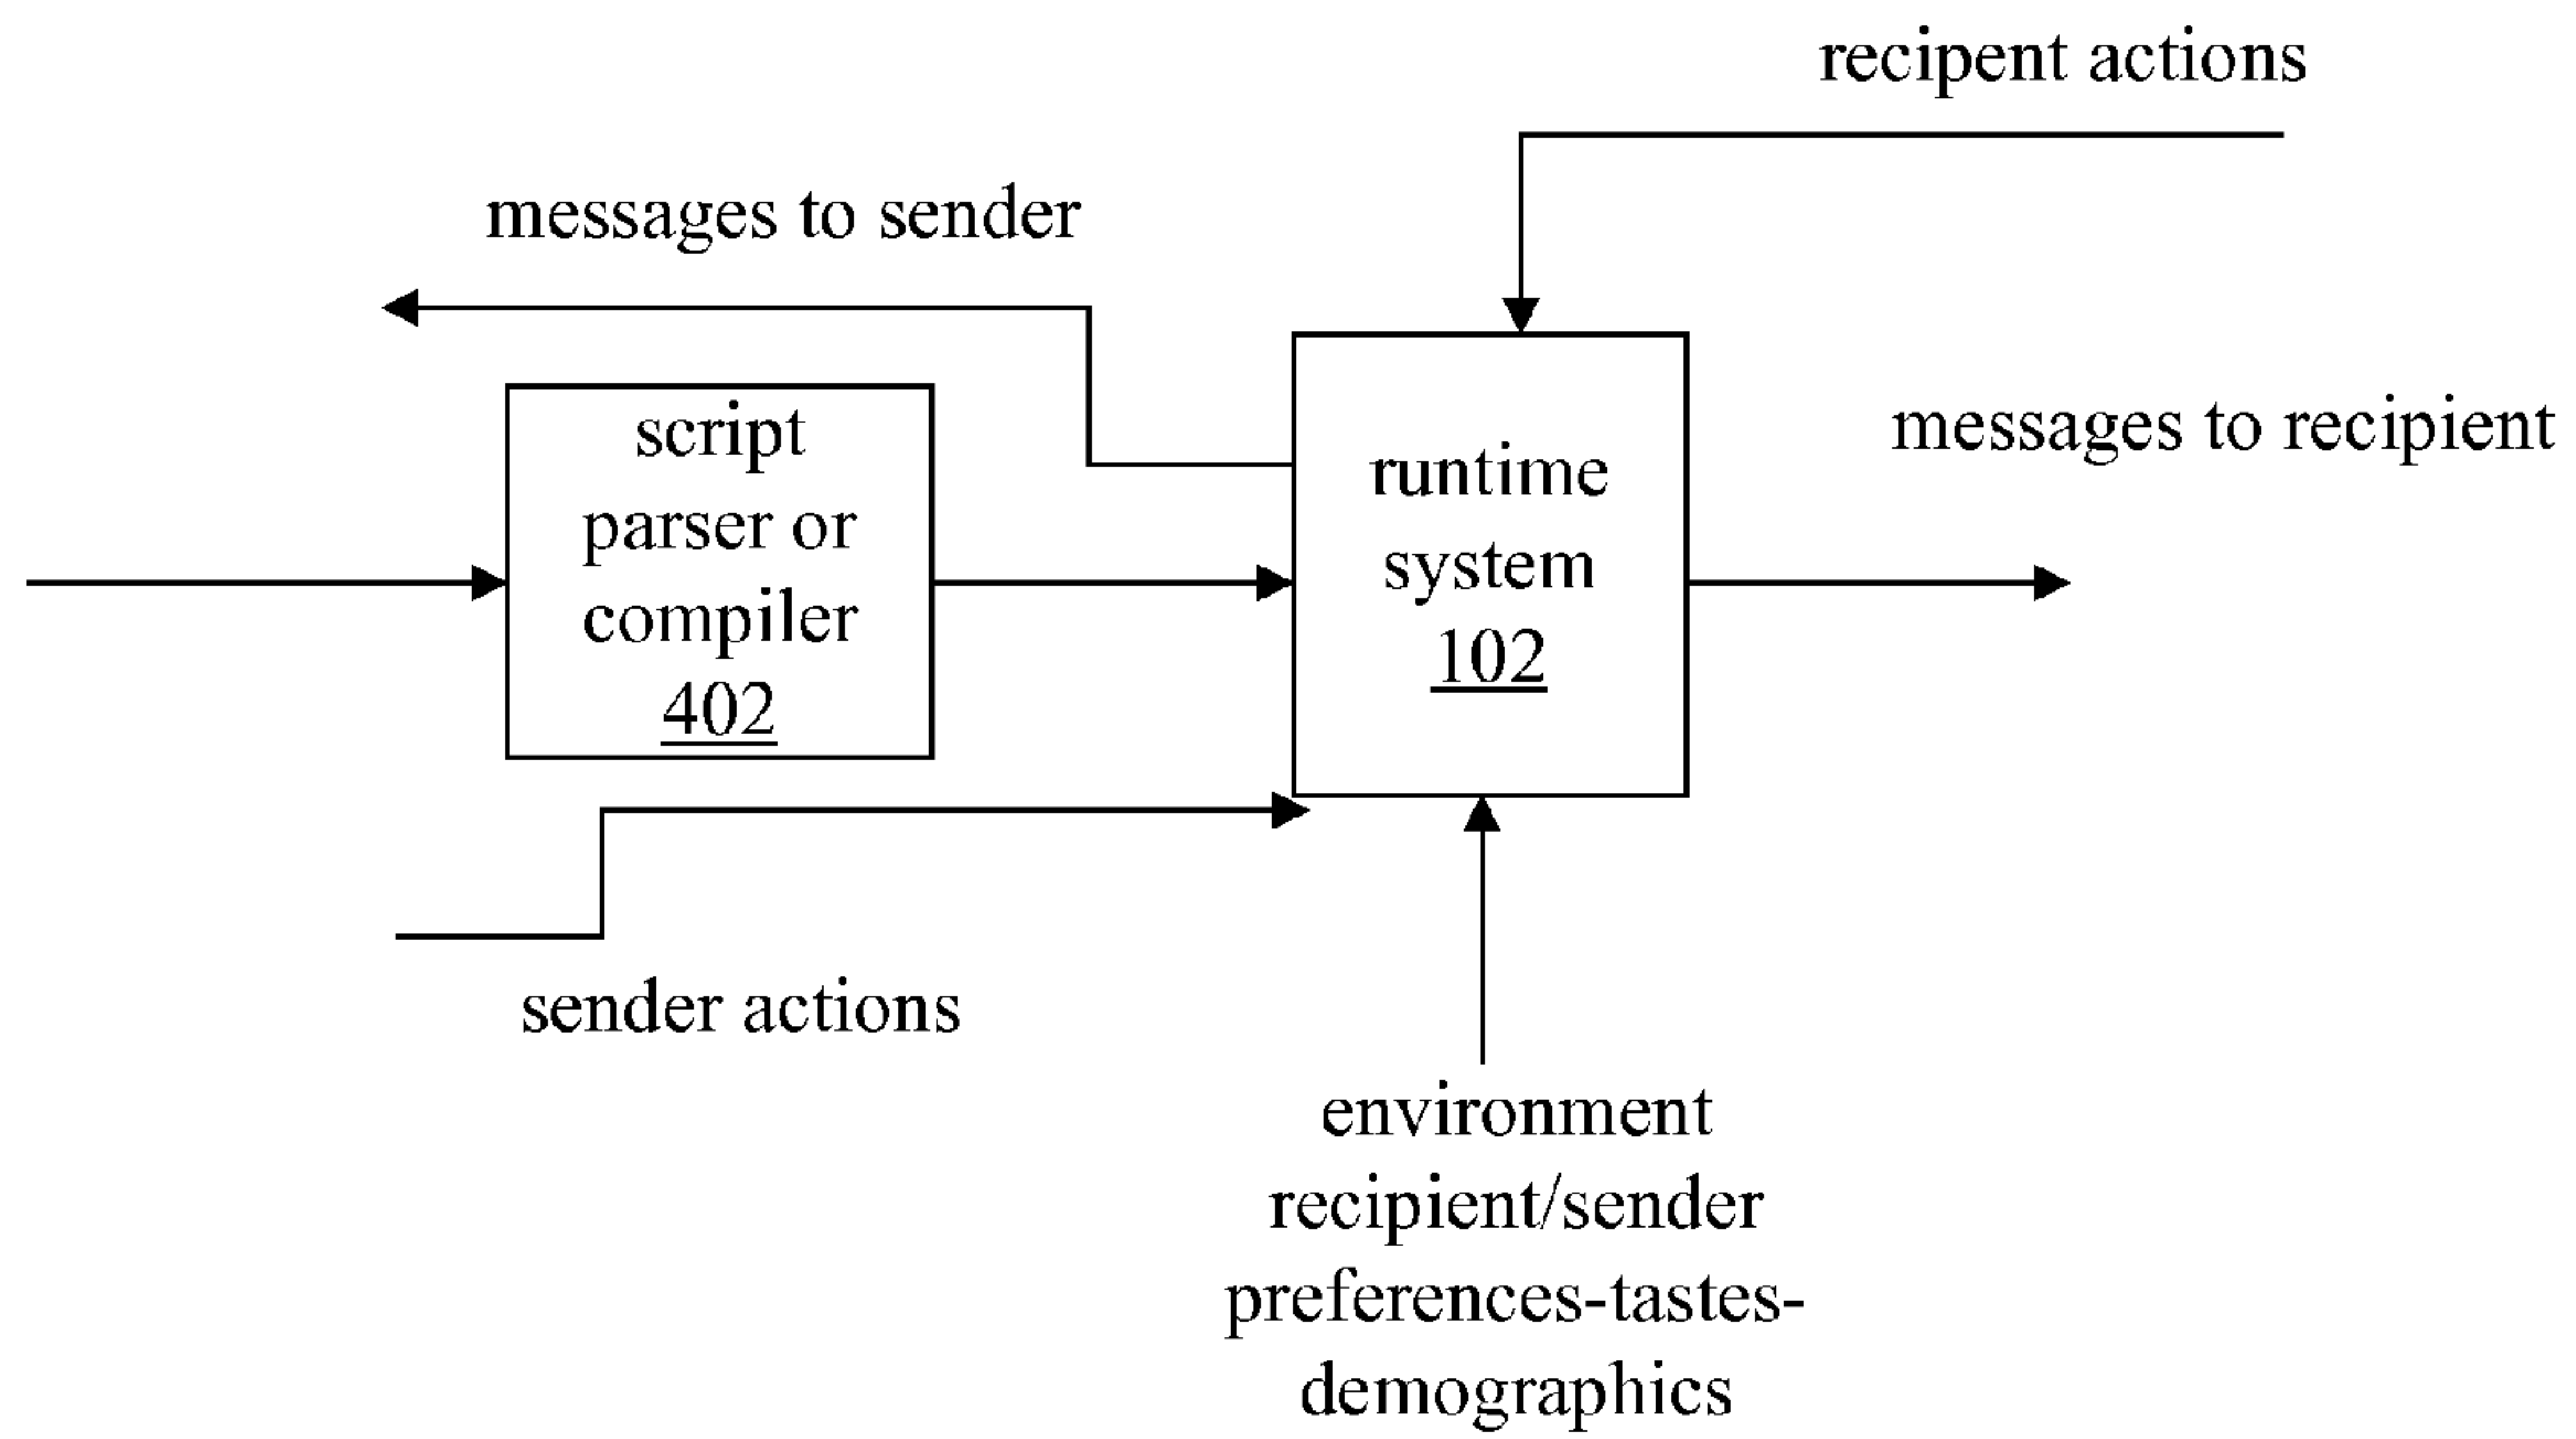 recipent actions
messages to sender
script
parser or
compiler
402
runtime
system
102
messages to recipient
sender actions
environment
recipient/sender
preferences-tastes-
demographics